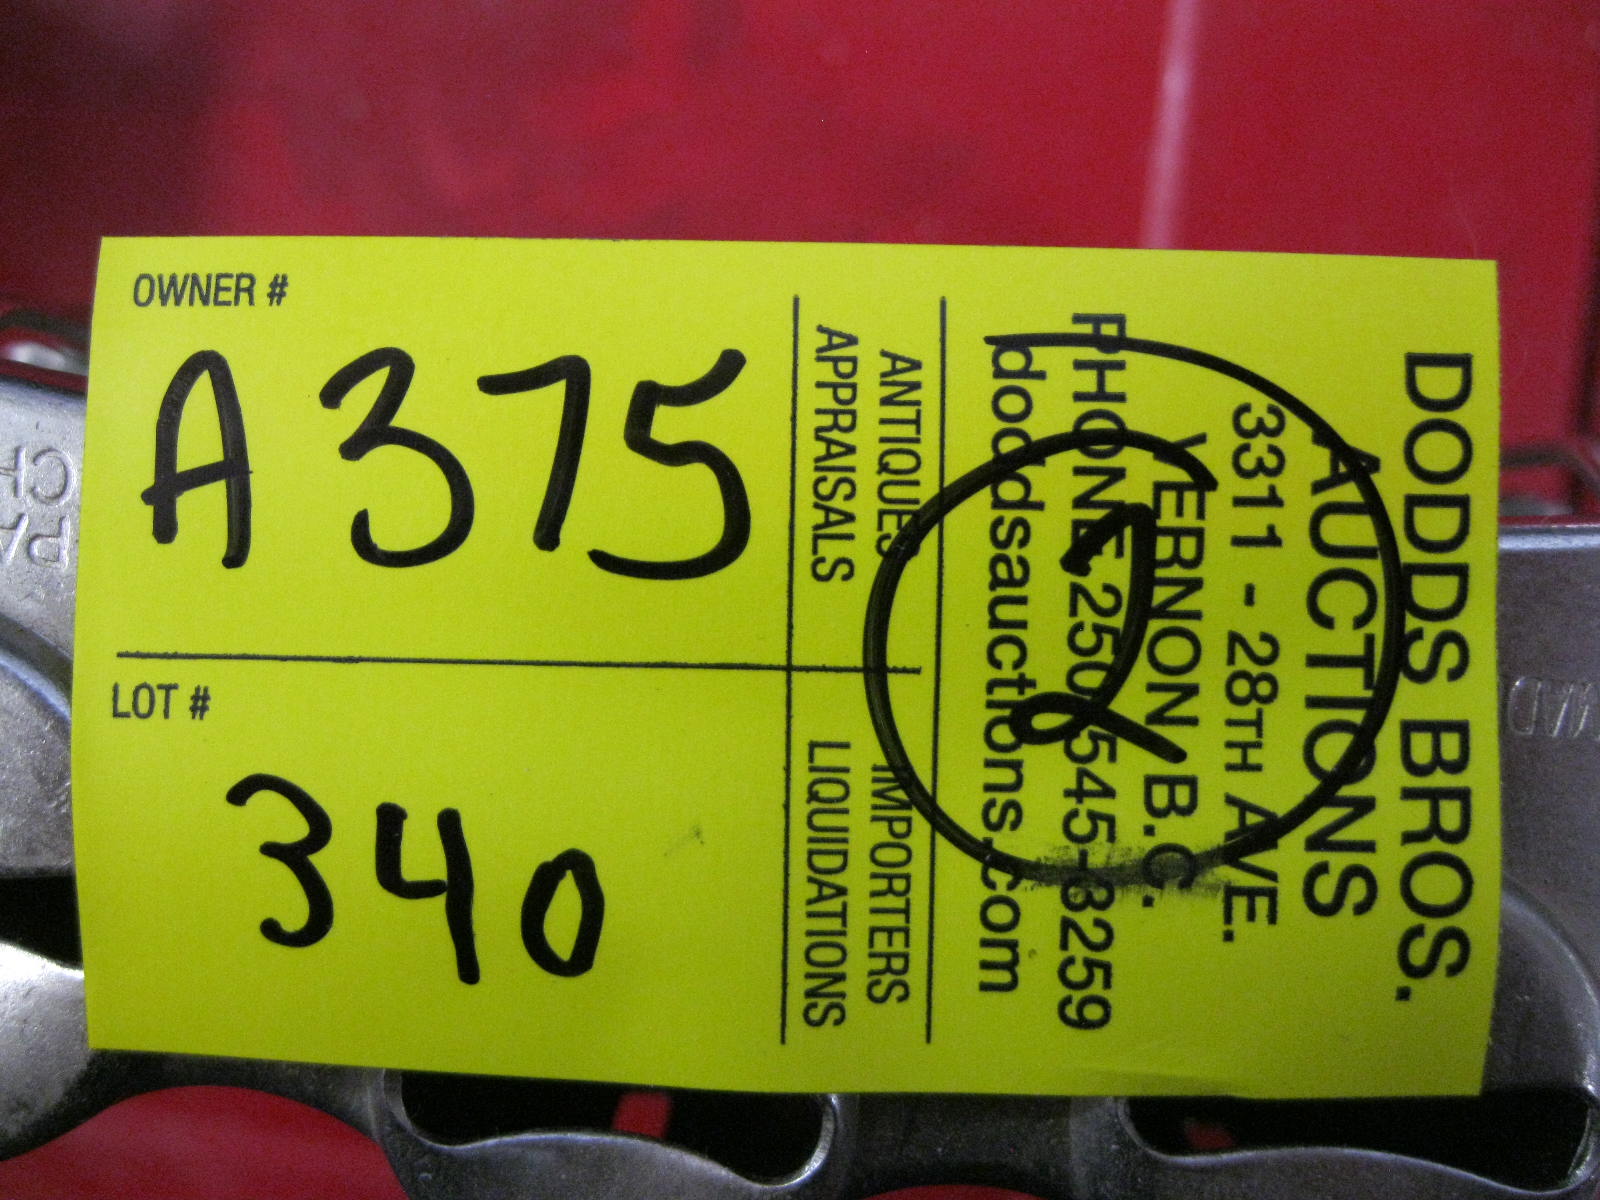 OWNER #
A 375
LOT #
340
ANTIQUES IMPORTERS
APPRAISALS LIQUIDATIONS
DODDS BROS.
AUCTIONS
3311 - 28TH AVE.
VERNON B.C.
PHONE 250 545-3259
doddsauctions.com
2